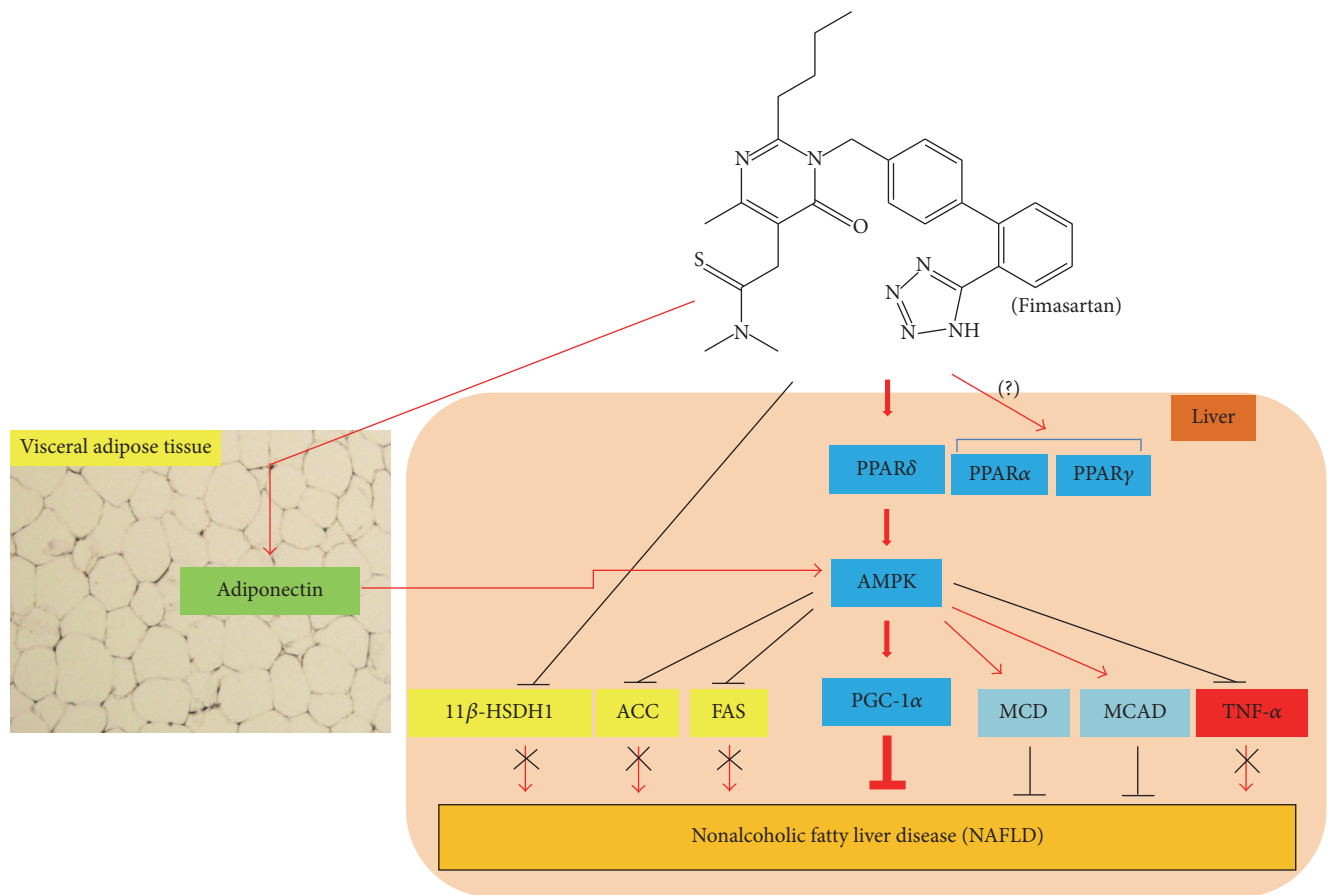 N
N
O
S
N
N
N
N
N
NH
(Fimasartan)
(?)
Liver
Visceral adipose tissue
PPARδ
PPARα
PPARγ
Adiponectin
AMPK
11β-HSDH1
ACC
FAS
PGC-1α
MCD
MCAD
TNF-α
Nonalcoholic fatty liver disease (NAFLD)